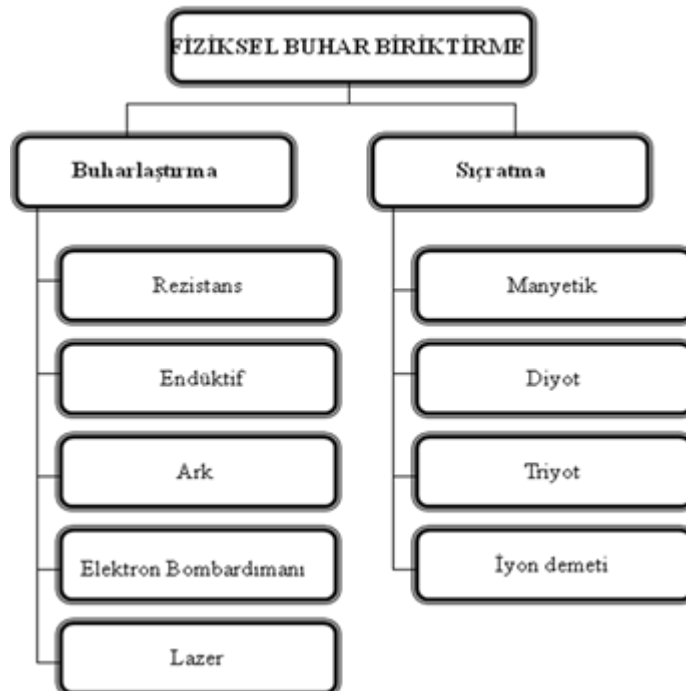 FİZİKSEL BUHAR BİRİKTİRME
Buharlaştırma
Rezistans
Endüktif
Ark
Elektron Bombardımanı
Lazer
Sıçratma
Manyetik
Diyot
Triyot
İyon demeti